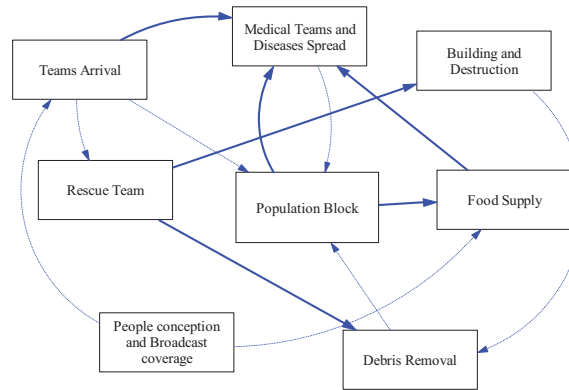 Medical Teams and
Diseases Spread
Building and
Destruction
Teams Arrival
Rescue Team
Population Block
Food Supply
People conception
and Broadcast
coverage
Debris Removal